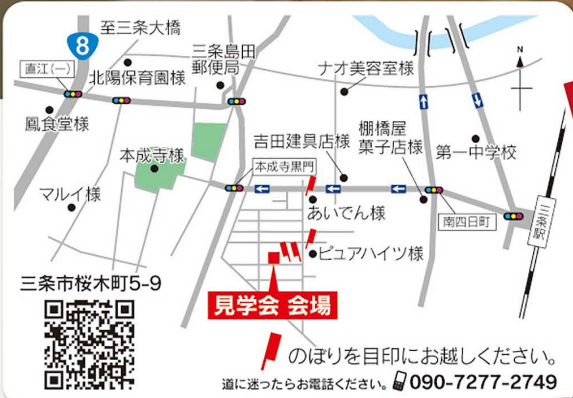 至三条大橋
8
直江(一)
北陽保育園様
三条島田
郵便局
ナオ美容室様
N
鳳食堂様
本成寺様
本成寺黒門
吉田建具店様
棚橋屋
菓子店様
第一中学校
マルイ様
あいでん様
南四日町
三条駅
ピュアハイツ様
三条市桜木町5-9
見学会 会場
のぼりを目印にお越しください。
道に迷ったらお電話ください。 090-7277-2749